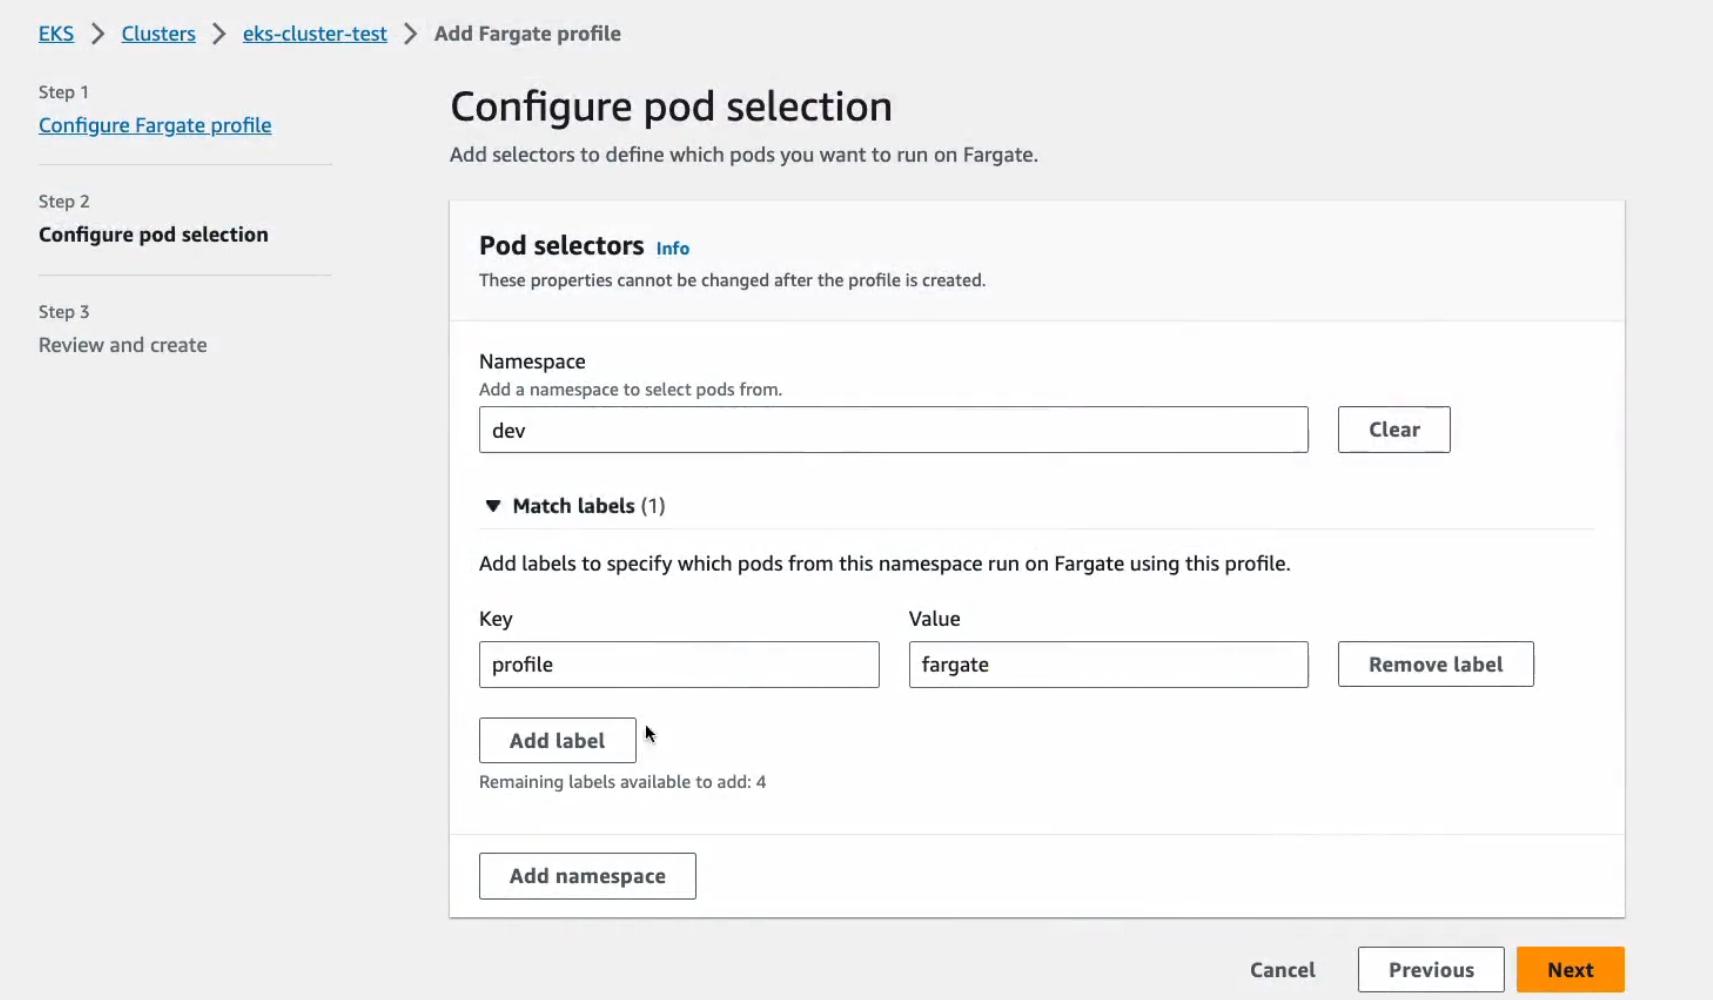 EKS > Clusters > eks-cluster-test > Add Fargate profile
Step 1
Configure Fargate profile
Step 2
Configure pod selection
Step 3
Review and create
Configure pod selection
Add selectors to define which pods you want to run on Fargate.
Pod selectors Info
These properties cannot be changed after the profile is created.
Namespace
Add a namespace to select pods from.
dev Clear
Match labels (1)
Add labels to specify which pods from this namespace run on Fargate using this profile.
Key Value
profile fargate Remove label
Add label
Remaining labels available to add: 4
Add namespace
Cancel Previous Next